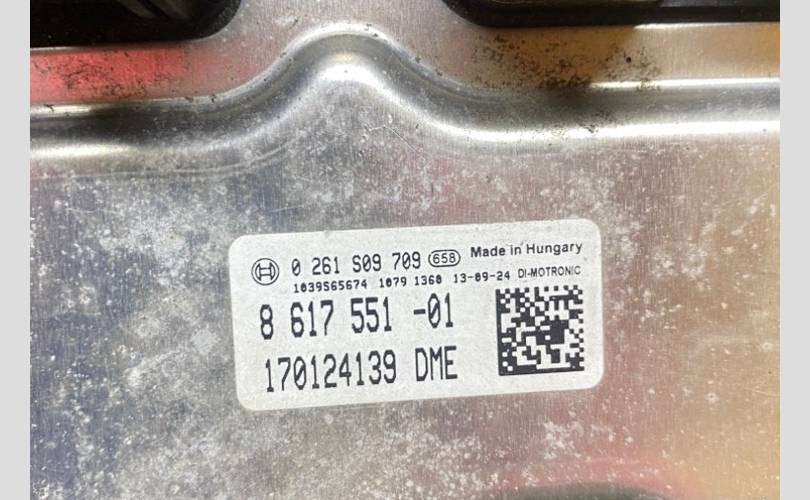 0 261 S09 709 658 Made in Hungary
1039S65674 1079 1360 13-09-24 DI-MOTRONIC
8 617 551 -01
170124139 DME